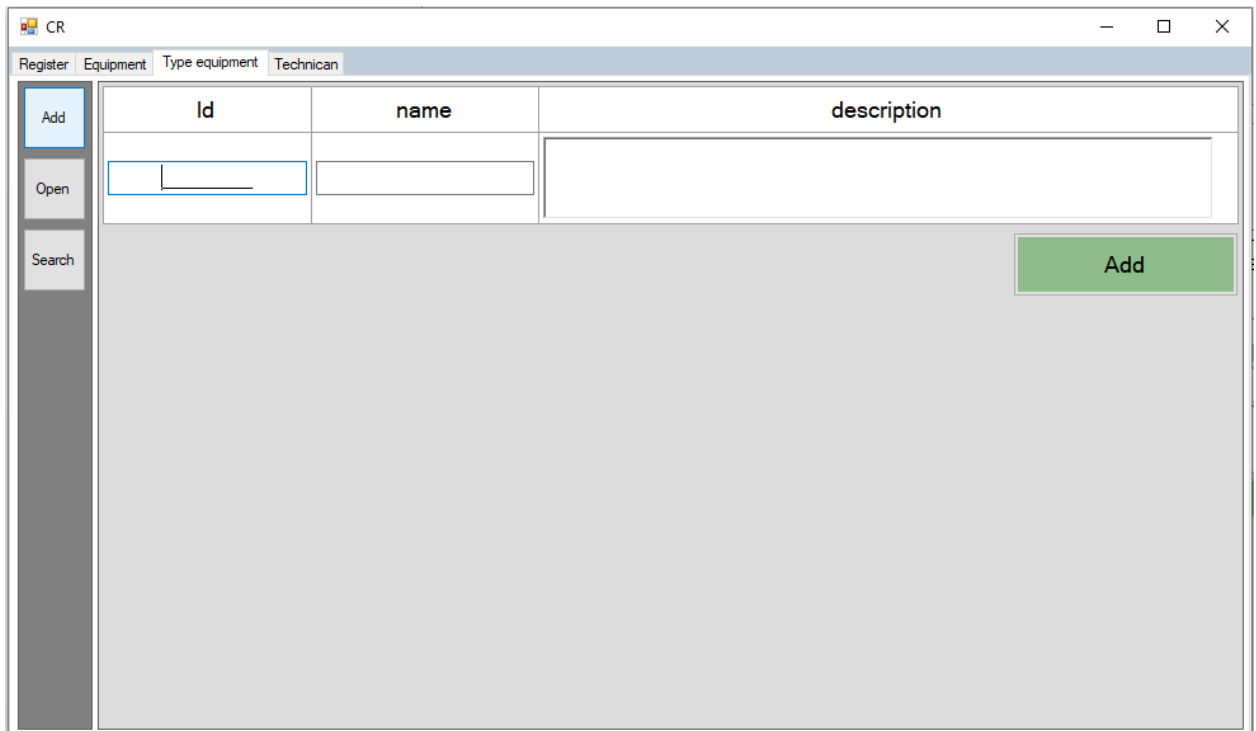 CR
Register Equipment Type equipment Technican
Add
Open
Search
Id name description
Add